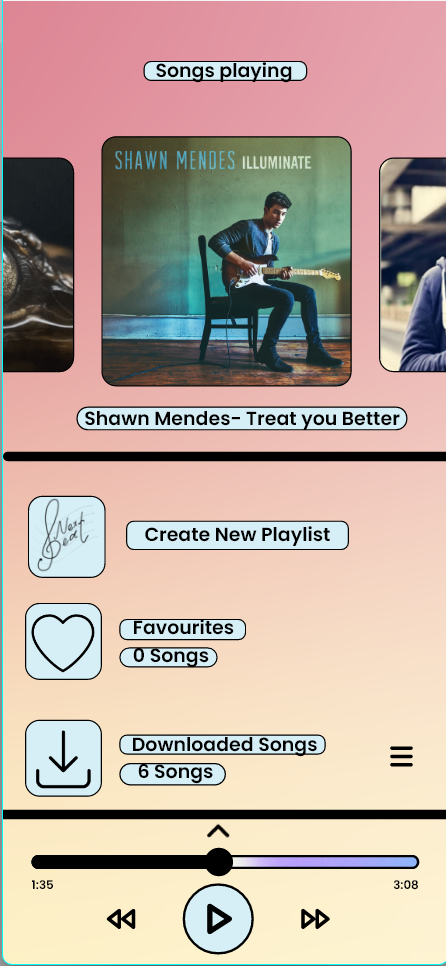 Songs playing
SHAWN MENDES ILLUMINATE
Shawn Mendes- Treat you Better
Next
Beat
Create New Playlist
Favourites
0 Songs
Downloaded Songs
6 Songs
1:35
3:08